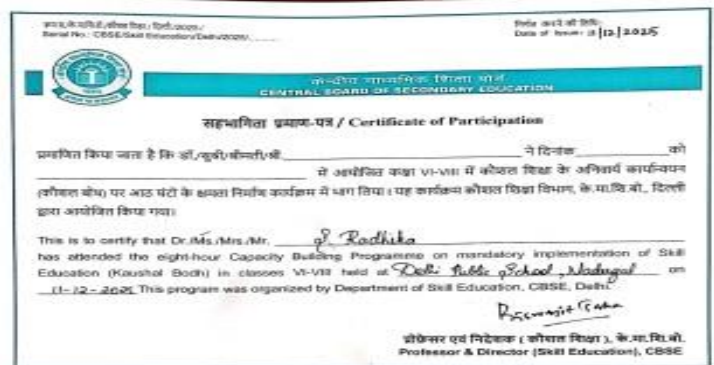 Serial No.: CBSE/Skill Education/Delhi/2025/
Date of Issue: 11/12/2025
केन्द्रीय माध्यमिक शिक्षा बोर्ड
CENTRAL BOARD OF SECONDARY EDUCATION
सहभागिता प्रमाण-पत्र / Certificate of Participation
प्रमाणित किया जाता है कि डॉ./सुश्री/श्रीमती/श्री ने दिनांक को
में आयोजित कक्षा VI-VIII में कौशल शिक्षा के अनिवार्य कार्यान्वयन
(कौशल बोध) पर आठ घंटों के क्षमता निर्माण कार्यक्रम में भाग लिया। यह कार्यक्रम कौशल शिक्षा विभाग, के.मा.शि.बो., दिल्ली
द्वारा आयोजित किया गया।
This is to certify that Dr./Ms./Mrs./Mr. Radhika
has attended the eight-hour Capacity Building Programme on mandatory implementation of Skill
Education (Kaushal Bodh) in classes VI-VIII held at Delhi Public School, Nadergul on
11-12-2025 This program was organized by Department of Skill Education, CBSE, Delhi.
प्रोफ़ेसर एवं निदेशक (कौशल शिक्षा), के.मा.शि.बो.
Professor & Director (Skill Education), CBSE